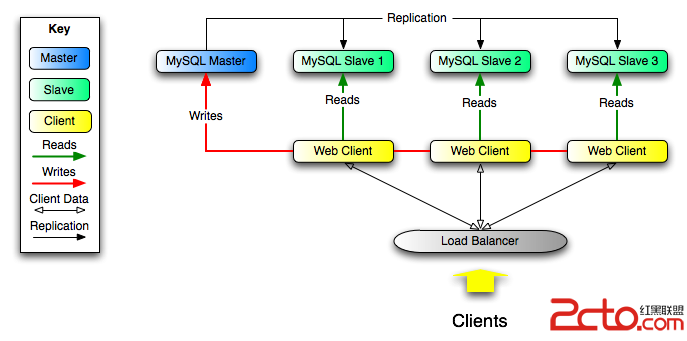 Key
Master
Slave
Client
Reads
Writes
Client Data
Replication
Replication
MySQL Master
MySQL Slave 1
MySQL Slave 2
MySQL Slave 3
Writes
Reads
Reads
Reads
Web Client
Web Client
Web Client
Load Balancer
Clients
2cto.com
红黑联盟